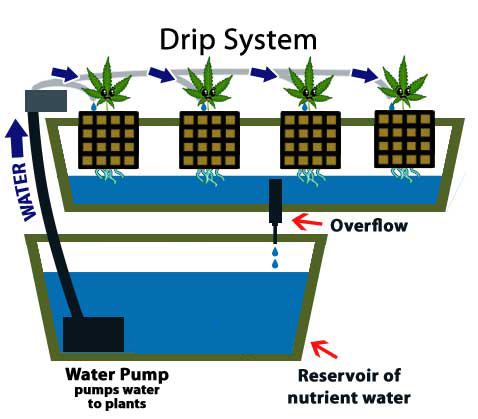 Drip System
WATER
Overflow
Water Pump
pumps water
to plants
Reservoir of
nutrient water